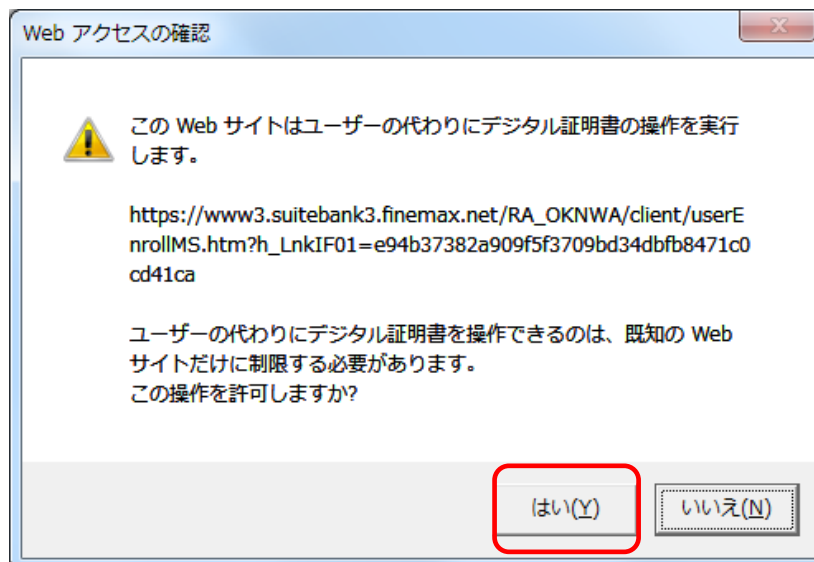 Web アクセスの確認
この Web サイトはユーザーの代わりにデジタル証明書の操作を実行
します。
https://www3.suitebank3.finemax.net/RA_OKNWA/client/userE
nrollMS.htm?h_LnkIF01=e94b37382a909f5f3709bd34dbfb8471c0
cd41ca
ユーザーの代わりにデジタル証明書を操作できるのは、既知の Web
サイトだけに制限する必要があります。
この操作を許可しますか?
はい(Y) いいえ(N)